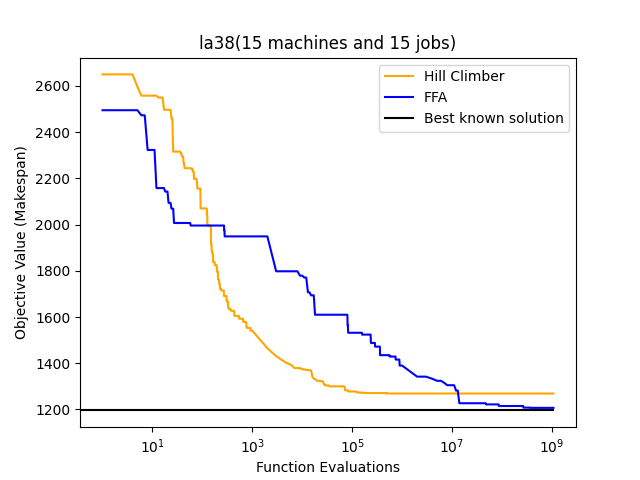 la38(15 machines and 15 jobs)
Hill Climber
FFA
Best known solution
Objective Value (Makespan)
2600
2400
2200
2000
1800
1600
1400
1200
10^1
10^3
10^5
10^7
10^9
Function Evaluations